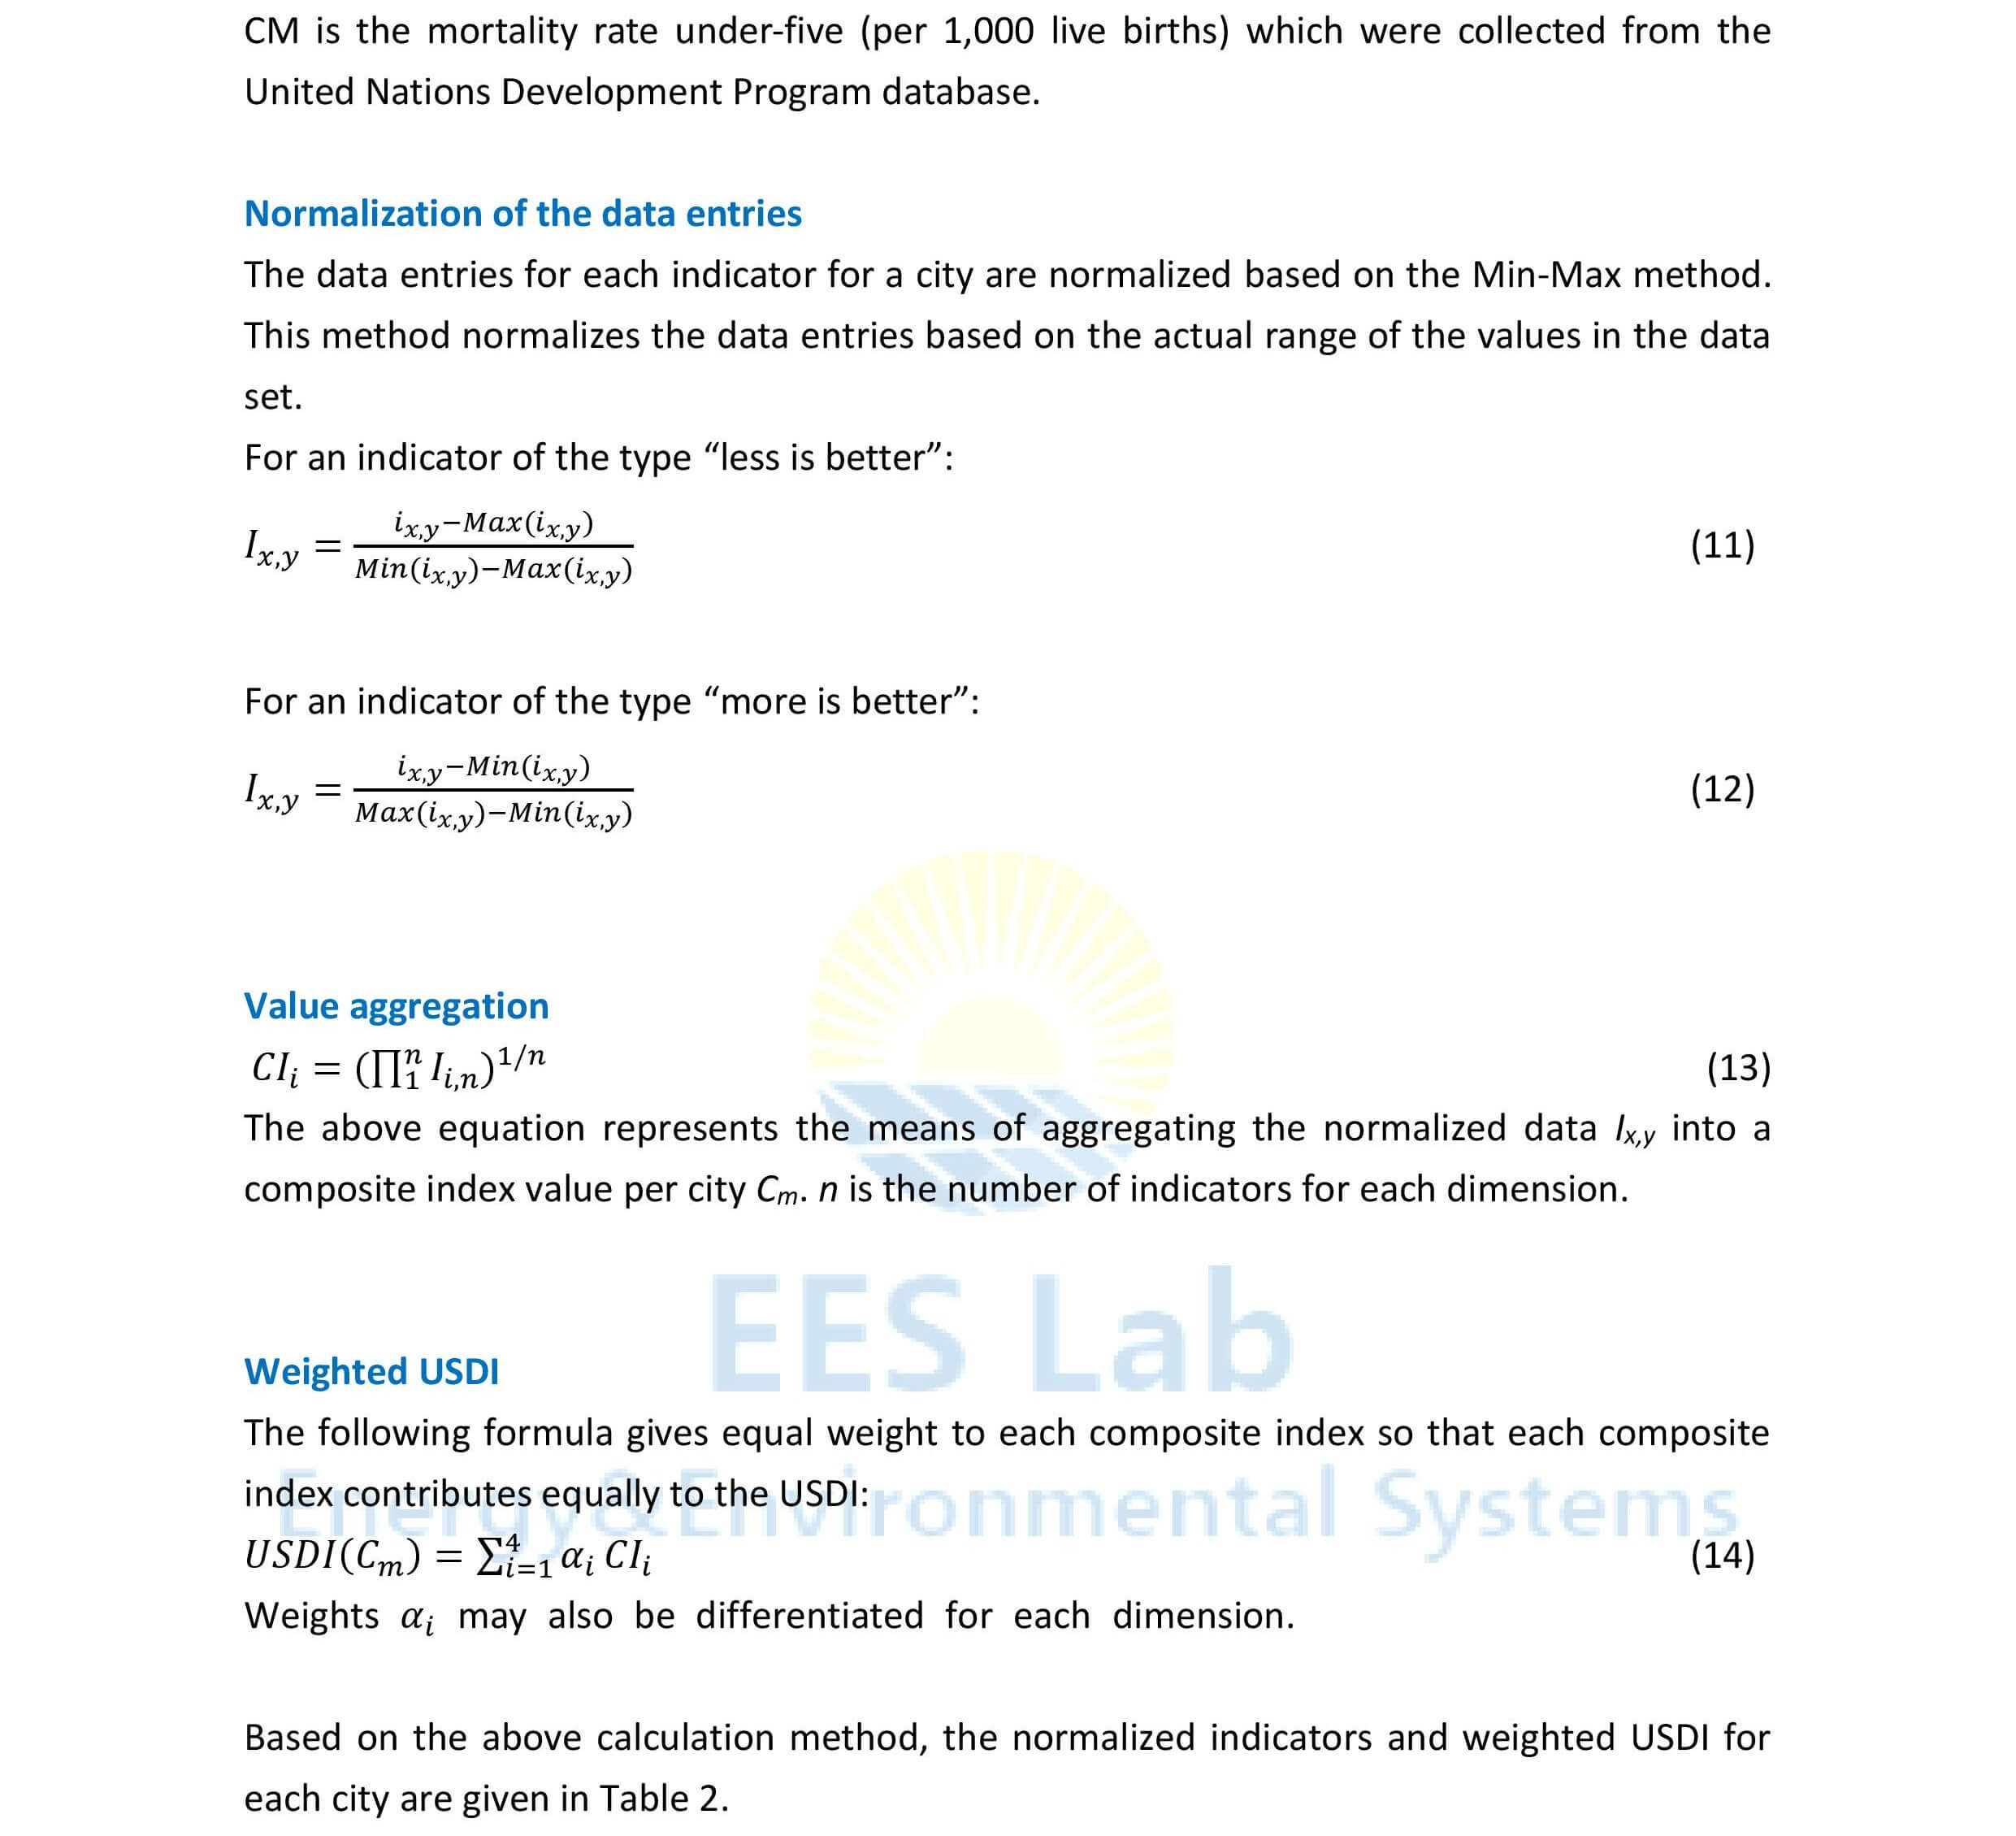 CM is the mortality rate under-five (per 1,000 live births) which were collected from the
United Nations Development Program database.
Normalization of the data entries
The data entries for each indicator for a city are normalized based on the Min-Max method.
This method normalizes the data entries based on the actual range of the values in the data
set.
For an indicator of the type “less is better”:
I_{x,y} = \frac{i_{x,y}-Max(i_{x,y})}{Min(i_{x,y})-Max(i_{x,y})} (11)
For an indicator of the type “more is better”:
I_{x,y} = \frac{i_{x,y}-Min(i_{x,y})}{Max(i_{x,y})-Min(i_{x,y})} (12)
Value aggregation
CI_i = (∏_1^n I_{i,n})^{1/n} (13)
The above equation represents the means of aggregating the normalized data I_{x,y} into a
composite index value per city C_m. n is the number of indicators for each dimension.
EES Lab
Weighted USDI
The following formula gives equal weight to each composite index so that each composite
index contributes equally to the USDI:
Energy&Environmental Systems
USDI(C_m) = ∑_{i=1}^4 α_i CI_i (14)
Weights α_i may also be differentiated for each dimension.
Based on the above calculation method, the normalized indicators and weighted USDI for
each city are given in Table 2.